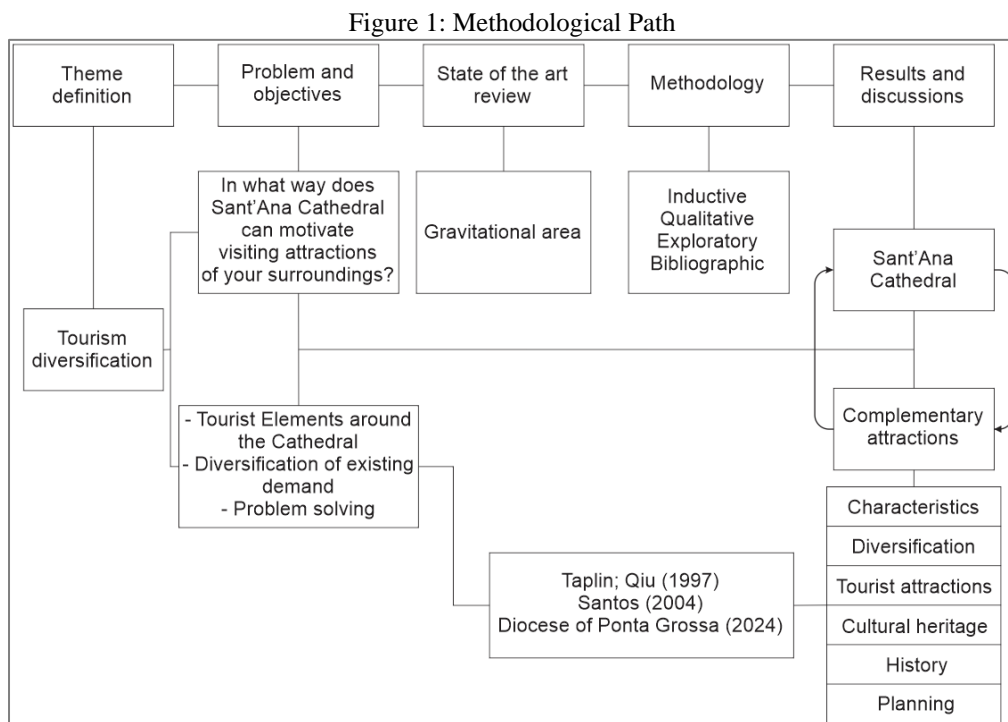 Figure 1: Methodological Path
Theme
definition
Problem and
objectives
State of the art
review
Methodology
Results and
discussions
In what way does
Sant'Ana Cathedral
can motivate
visiting attractions
of your surroundings?
Gravitational area
Inductive
Qualitative
Exploratory
Bibliographic
Sant'Ana
Cathedral
Tourism
diversification
- Tourist Elements around
the Cathedral
- Diversification of existing
demand
- Problem solving
Complementary
attractions
Taplin; Qiu (1997)
Santos (2004)
Diocese of Ponta Grossa (2024)
Characteristics
Diversification
Tourist attractions
Cultural heritage
History
Planning